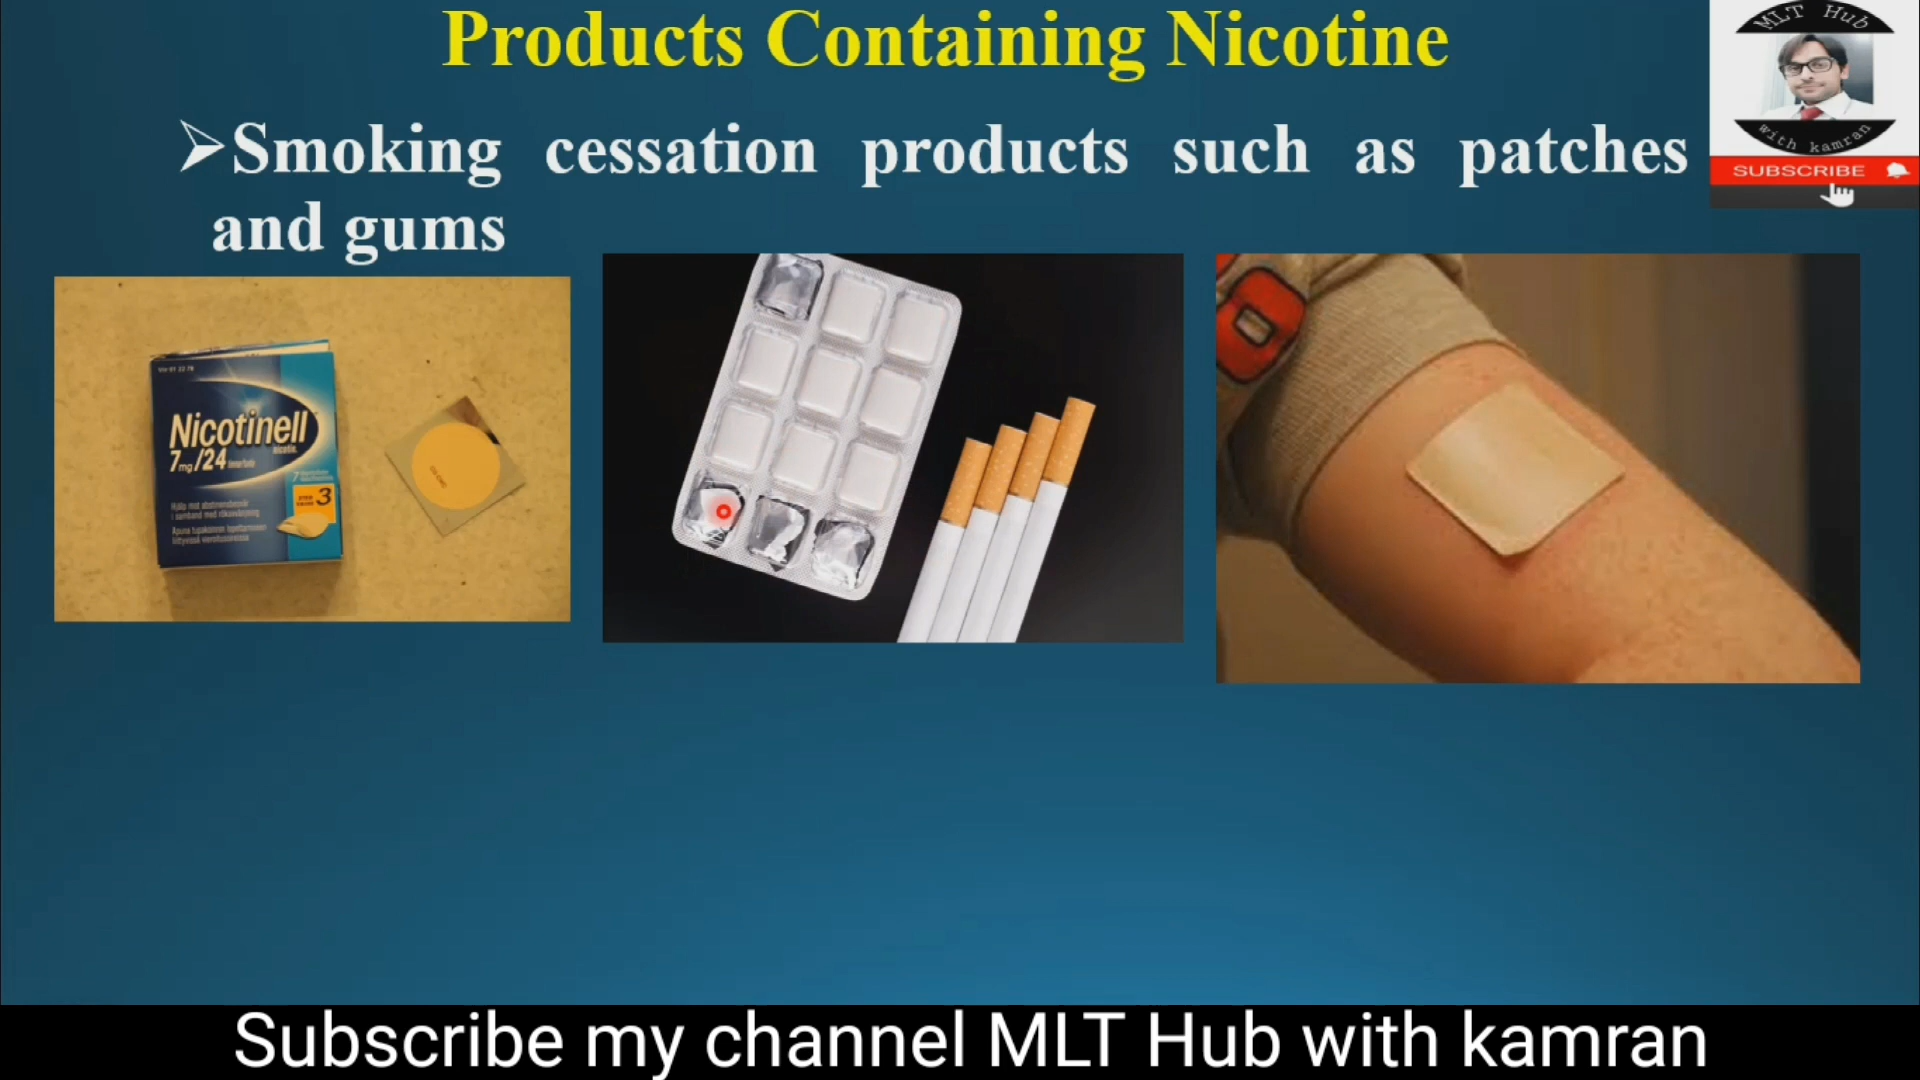 Products Containing Nicotine
➢Smoking cessation products such as patches
and gums
MLT Hub
with kamran
SUBSCRIBE
Nicotinell
7mg/24
3
Subscribe my channel MLT Hub with kamran